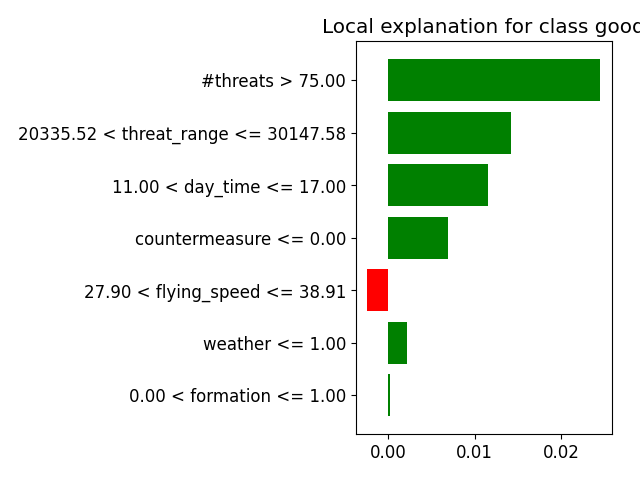 Local explanation for class good
#threats > 75.00
20335.52 < threat_range <= 30147.58
11.00 < day_time <= 17.00
countermeasure <= 0.00
27.90 < flying_speed <= 38.91
weather <= 1.00
0.00 < formation <= 1.00
0.00 0.01 0.02